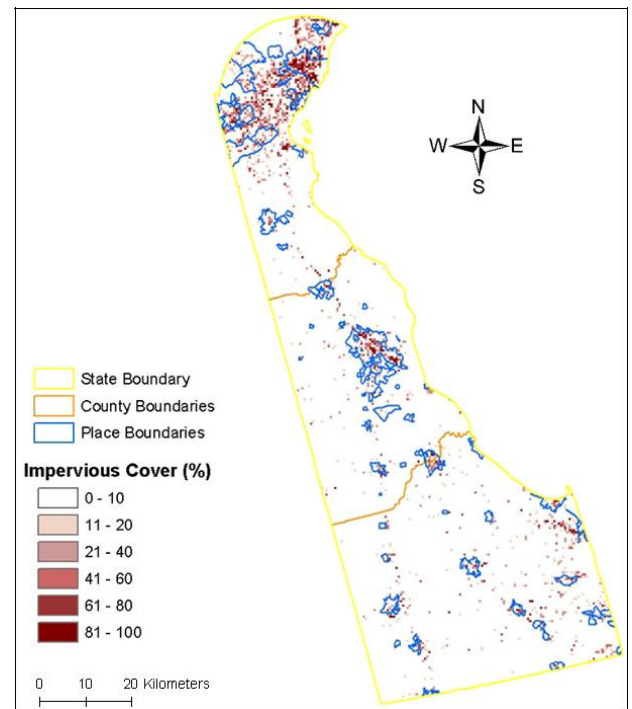 N
W E
S
State Boundary
County Boundaries
Place Boundaries
Impervious Cover (%)
0 - 10
11 - 20
21 - 40
41 - 60
61 - 80
81 - 100
0 10 20 Kilometers